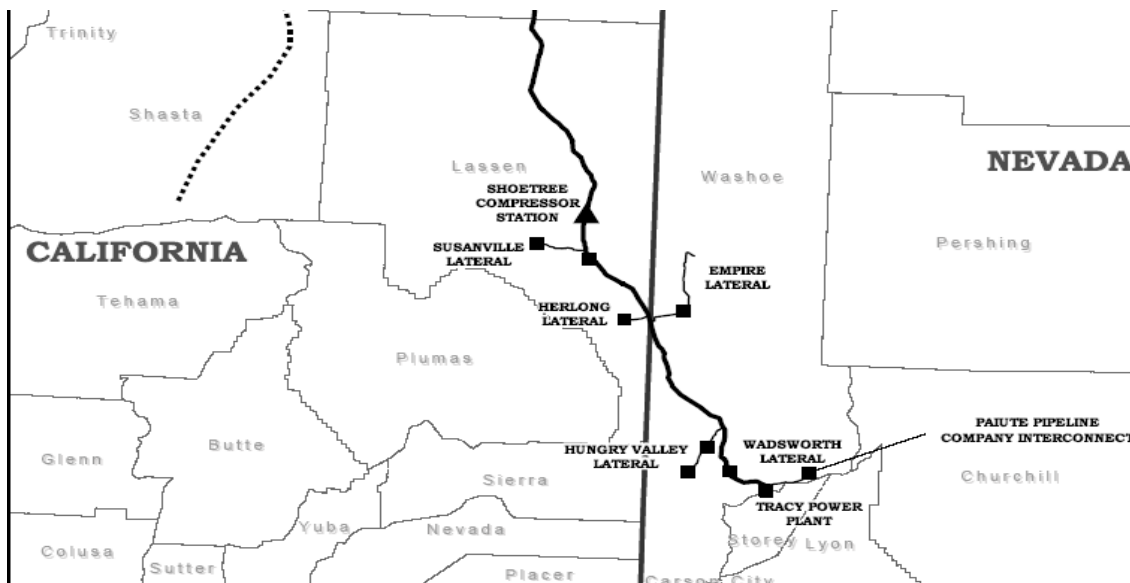 Trinity
Shasta
Lassen
Washoe
NEVADA
SHOETREE
COMPRESSOR
STATION
CALIFORNIA
SUSANVILLE
LATERAL
Pershing
EMPIRE
LATERAL
Tehama
HERLONG
LATERAL
Plumas
PAIUTE PIPELINE
COMPANY INTERCONNECT
Butte
HUNGRY VALLEY
LATERAL
WADSWORTH
LATERAL
Glenn
Sierra
Churchill
TRACY POWER
PLANT
Yuba
Nevada
Storey
Lyon
Colusa
Sutter
Placer
Carson City